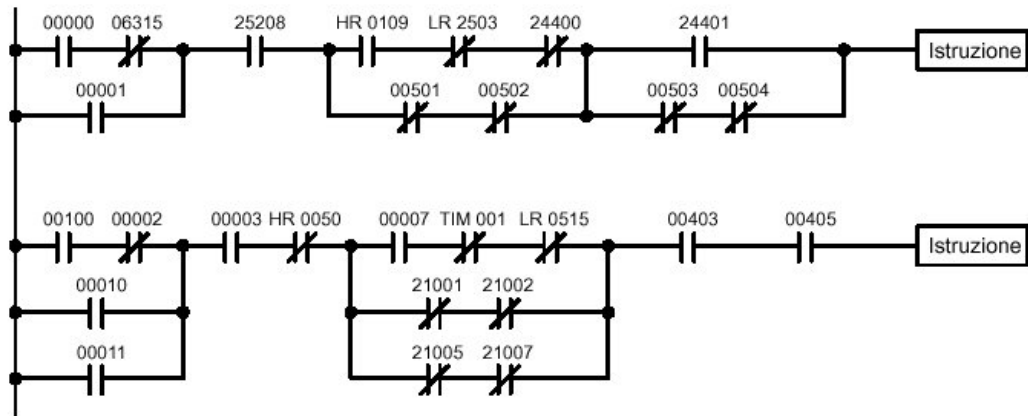 00000 06315 25208 HR 0109 LR 2503 24400 24401
Istruzione
00001 00501 00502 00503 00504
00100 00002 00003 HR 0050 00007 TIM 001 LR 0515 00403 00405
Istruzione
00010 21001 21002
00011 21005 21007